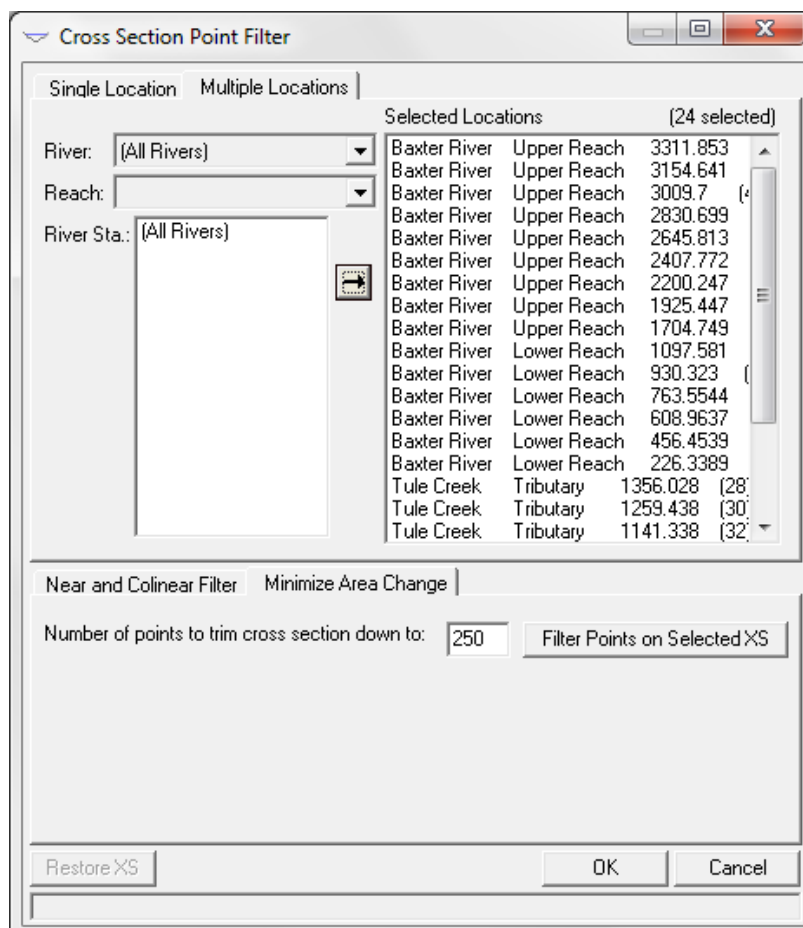 Cross Section Point Filter
Single Location Multiple Locations
Selected Locations (24 selected)
River: (All Rivers)
Reach:
River Sta.: (All Rivers)
Baxter River Upper Reach 3311.853
Baxter River Upper Reach 3154.641
Baxter River Upper Reach 3009.7 (4
Baxter River Upper Reach 2830.699
Baxter River Upper Reach 2645.813
Baxter River Upper Reach 2407.772
Baxter River Upper Reach 2200.247
Baxter River Upper Reach 1925.447
Baxter River Upper Reach 1704.749
Baxter River Lower Reach 1097.581
Baxter River Lower Reach 930.323 (
Baxter River Lower Reach 763.5544
Baxter River Lower Reach 608.9637
Baxter River Lower Reach 456.4539
Baxter River Lower Reach 226.3389
Tule Creek Tributary 1356.028 (28)
Tule Creek Tributary 1259.438 (30)
Tule Creek Tributary 1141.338 (32)
Near and Colinear Filter Minimize Area Change
Number of points to trim cross section down to: 250 Filter Points on Selected XS
Restore XS OK Cancel